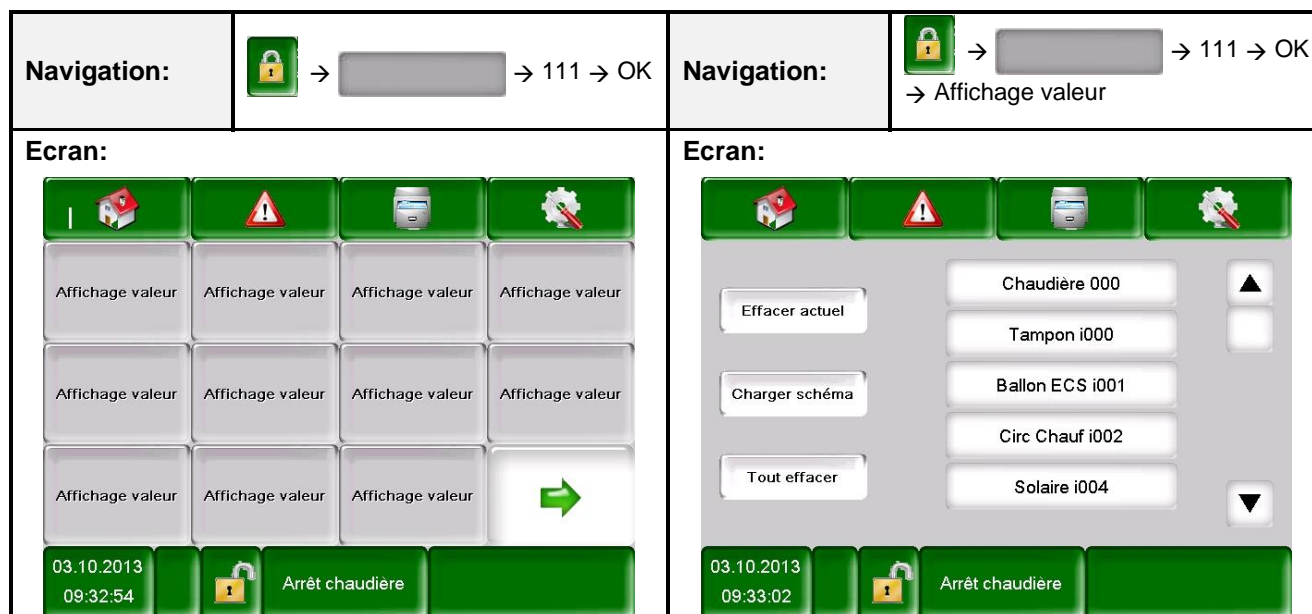 Navigation:
→ → 111 → OK
Navigation:
→ → 111 → OK
→ Affichage valeur
Ecran:
Affichage valeur Affichage valeur Affichage valeur Affichage valeur
Affichage valeur Affichage valeur Affichage valeur Affichage valeur
Affichage valeur Affichage valeur Affichage valeur
03.10.2013
09:32:54
Arrêt chaudière
Ecran:
Effacer actuel
Charger schéma
Tout effacer
Chaudière 000
Tampon i000
Ballon ECS i001
Circ Chauf i002
Solaire i004
03.10.2013
09:33:02
Arrêt chaudière